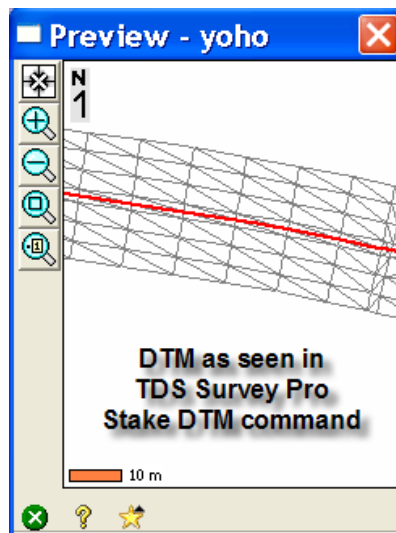 Preview - yoho
N
1
DTM as seen in
TDS Survey Pro
Stake DTM command
10 m